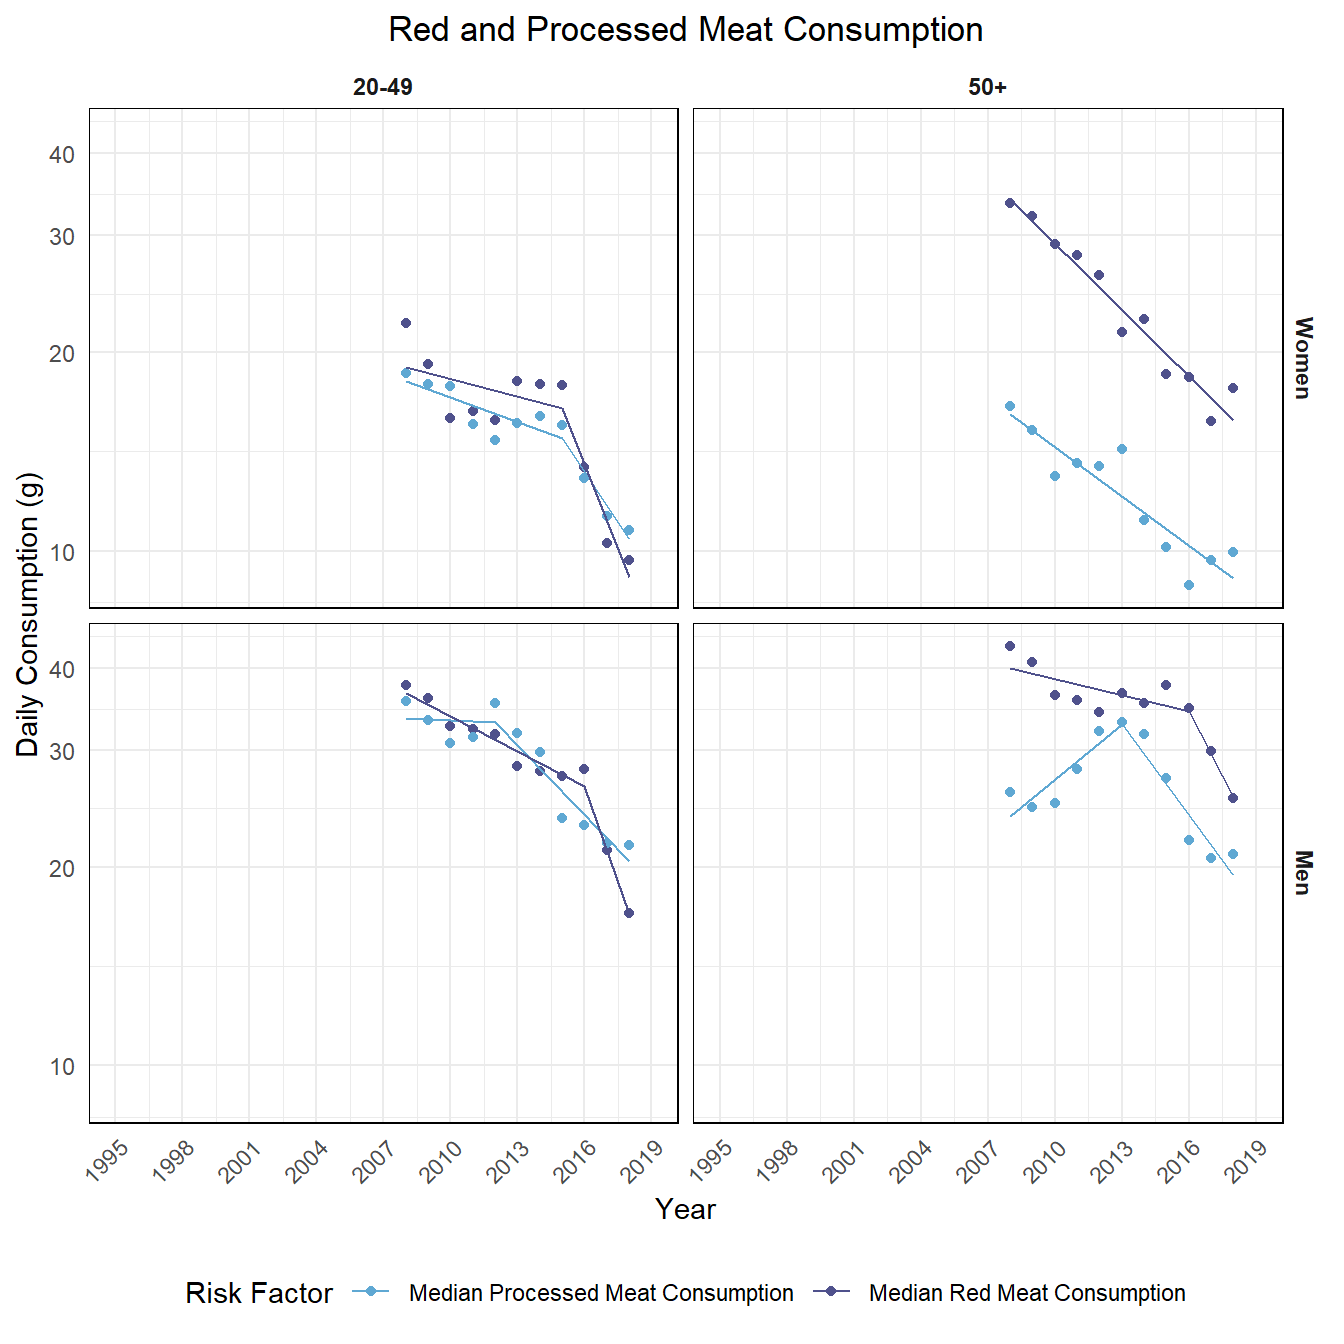 Red and Processed Meat Consumption
20-49 50+
40
30
20
10
Women
40
30
20
10
Men
Daily Consumption (g)
1995 1998 2001 2004 2007 2010 2013 2016 2019 1995 1998 2001 2004 2007 2010 2013 2016 2019
Year
Risk Factor Median Processed Meat Consumption Median Red Meat Consumption